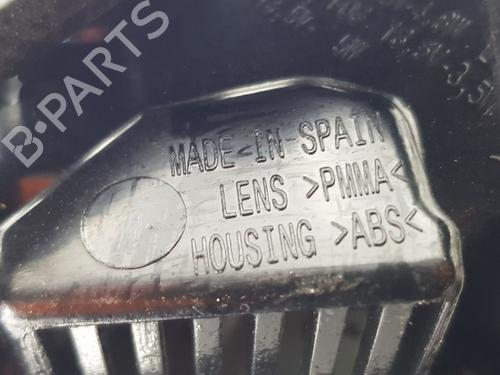 B-PARTS
MADE IN SPAIN
LENS >PMMA<
HOUSING >ABS<